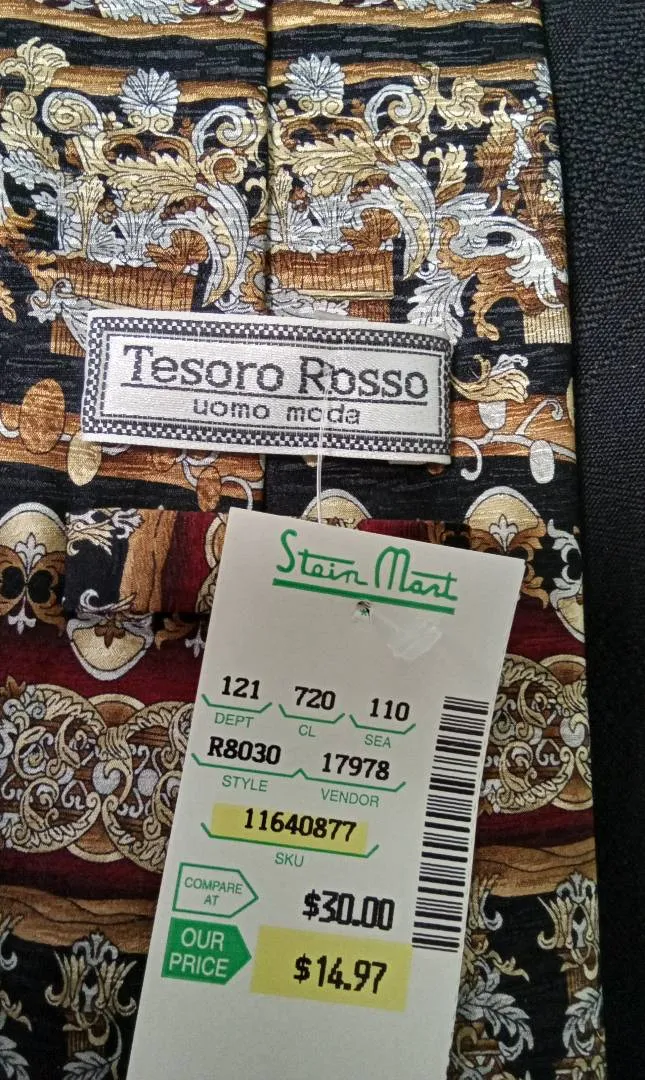 Tesoro Rosso
uomo moda
Stein Mart
121 720 110
DEPT CL SEA
R8030 17978
STYLE VENDOR
11640877
SKU
COMPARE AT $30.00
OUR PRICE $14.97